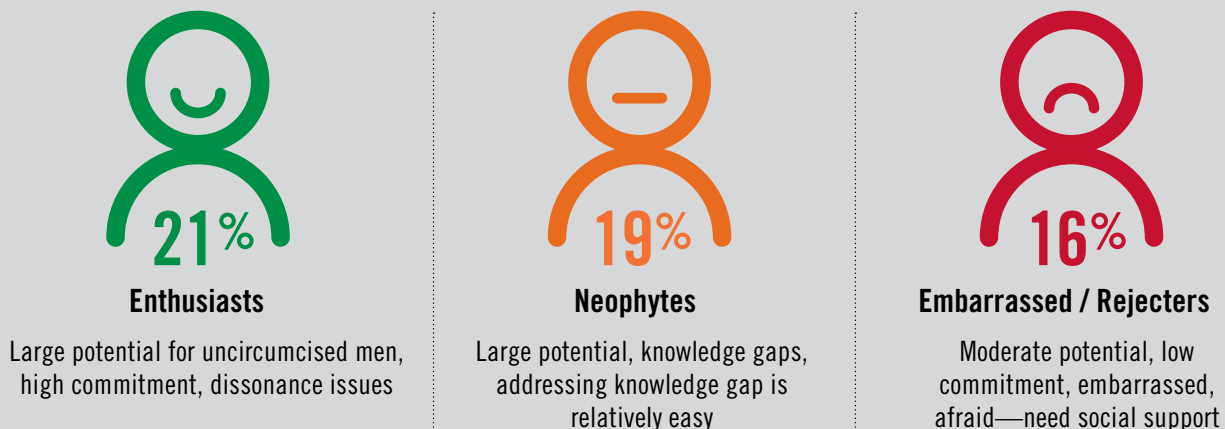 21%
Enthusiasts
Large potential for uncircumcised men,
high commitment, dissonance issues
19%
Neophytes
Large potential, knowledge gaps,
addressing knowledge gap is
relatively easy
16%
Embarrassed / Rejecters
Moderate potential, low
commitment, embarrassed,
afraid—need social support